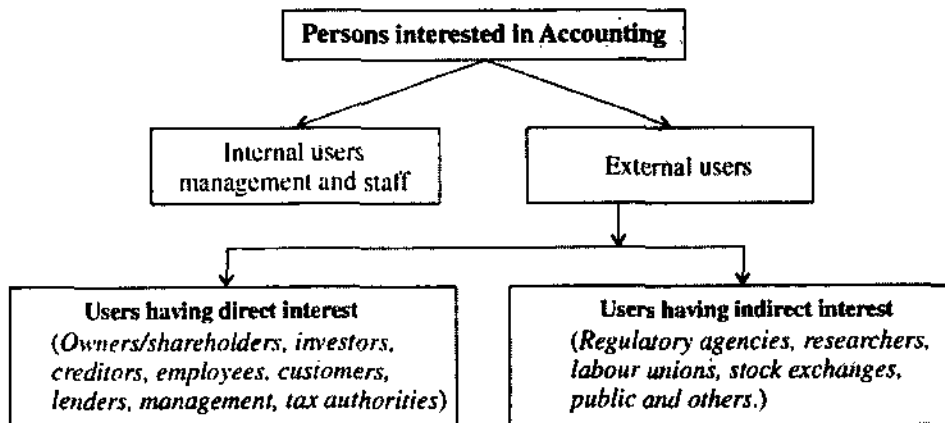 Persons interested in Accounting
Internal users
management and staff
External users
Users having direct interest
(Owners/shareholders, investors,
creditors, employees, customers,
lenders, management, tax authorities)
Users having indirect interest
(Regulatory agencies, researchers,
labour unions, stock exchanges,
public and others.)